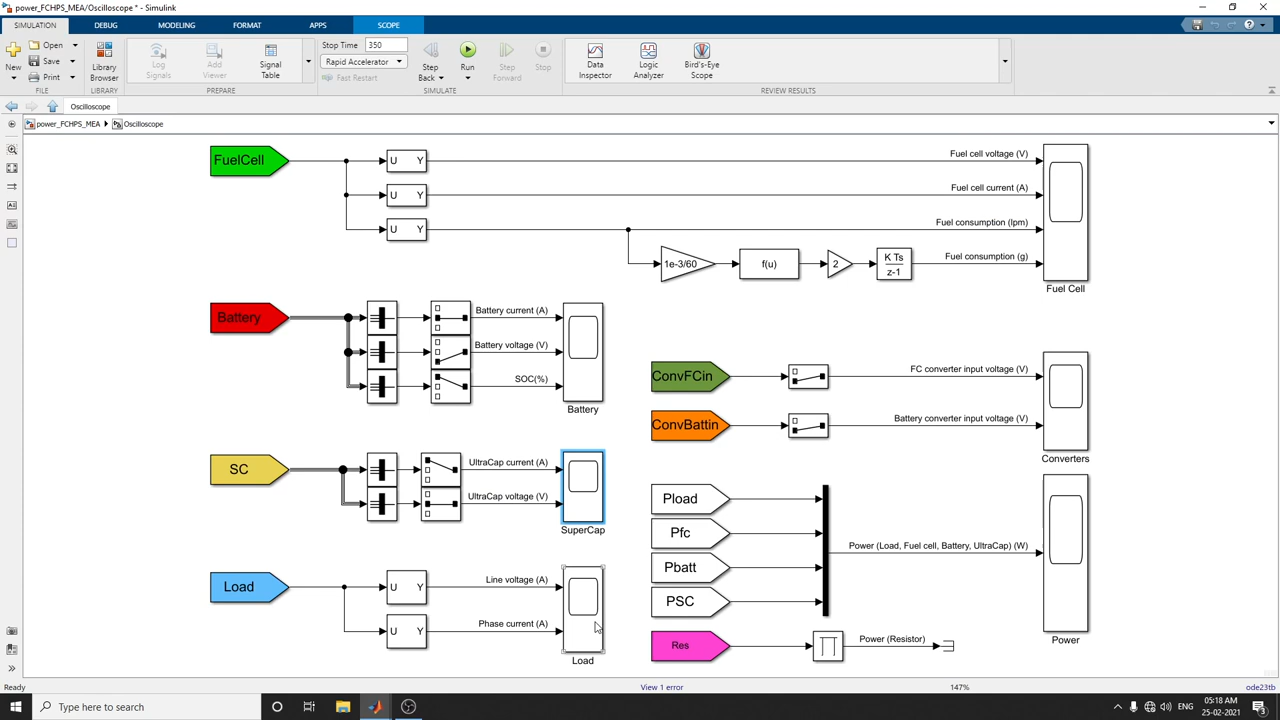 power_FCHPS_MEA/Oscilloscope * - Simulink
SIMULATION
DEBUG
MODELING
FORMAT
APPS
SCOPE
New
Open
Save
Print
FILE
Library
Browser
LIBRARY
Log
Signals
Add
Viewer
Signal
Table
PREPARE
Stop Time 350
Rapid Accelerator
Fast Restart
Step
Back
Run
Step
Forward
Stop
SIMULATE
Data
Inspector
Logic
Analyzer
Bird's-Eye
Scope
REVIEW RESULTS
Oscilloscope
power_FCHPS_MEA
Oscilloscope
FuelCell
U Y
U Y
U Y
Fuel cell voltage (V)
Fuel cell current (A)
Fuel consumption (lpm)
Fuel consumption (g)
1e-3/60
f(u)
2
K Ts
z-1
Fuel Cell
Battery
Battery current (A)
Battery voltage (V)
SOC(%)
Battery
ConvFCin
FC converter input voltage (V)
ConvBattin
Battery converter input voltage (V)
Converters
SC
UltraCap current (A)
UltraCap voltage (V)
SuperCap
Pload
Pfc
Pbatt
PSC
Power (Load, Fuel cell, Battery, UltraCap) (W)
Power
Load
U Y
U Y
Line voltage (A)
Phase current (A)
Load
Res
Power (Resistor)
Ready
View 1 error
147%
ode23tb
Type here to search
ENG
05:18 AM
25-02-2021
3